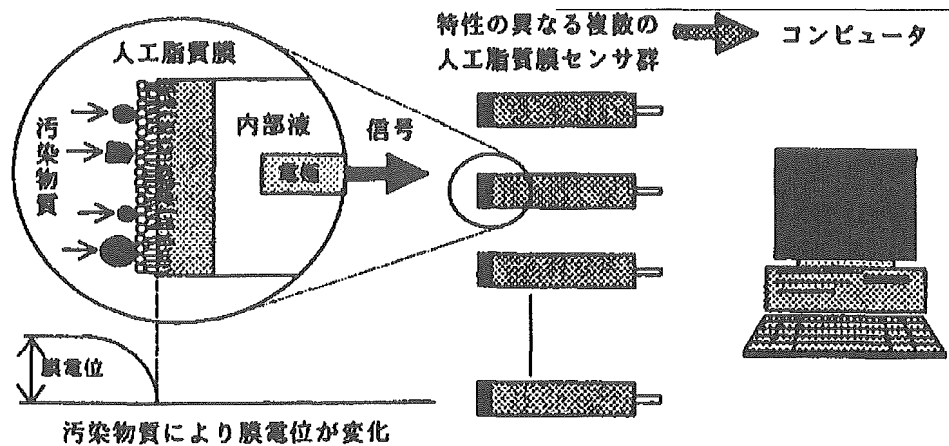 人工脂質膜
汚染物質
内部液
電極
信号
膜電位
汚染物質により膜電位が変化
特性の異なる複数の
人工脂質膜センサ群
コンピュータ